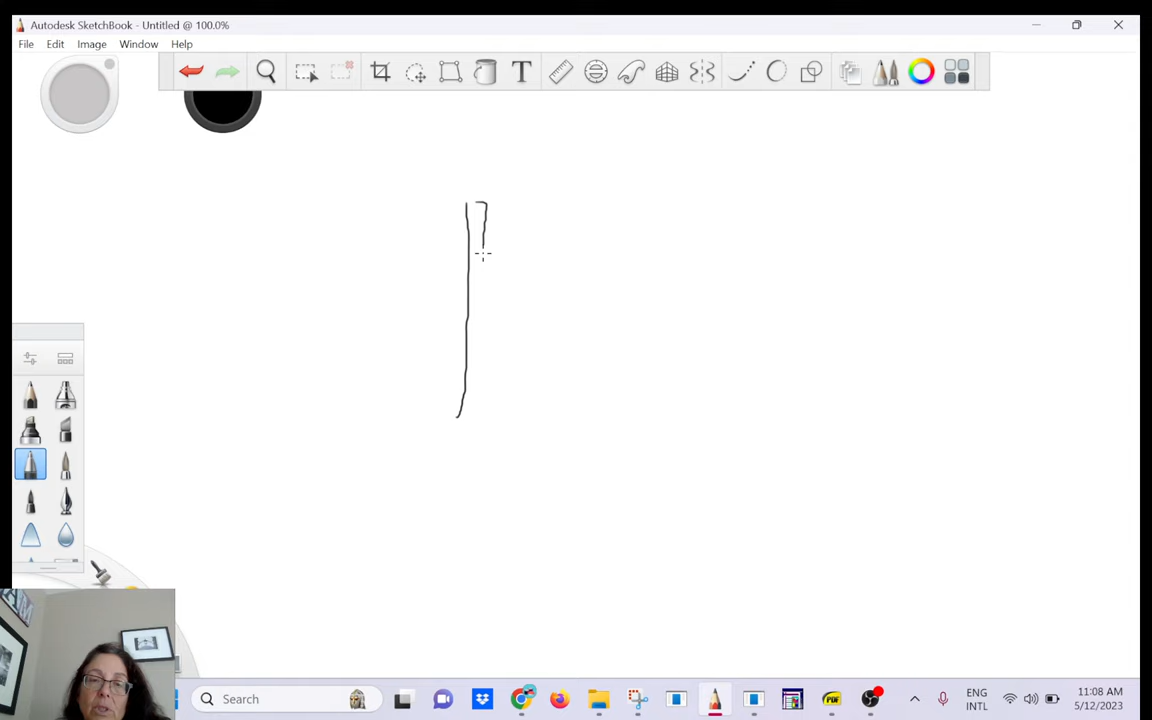 Autodesk SketchBook - Untitled @ 100.0%
File Edit Image Window Help
T
Search
PDF
ENG
INTL
11:08 AM
5/12/2023